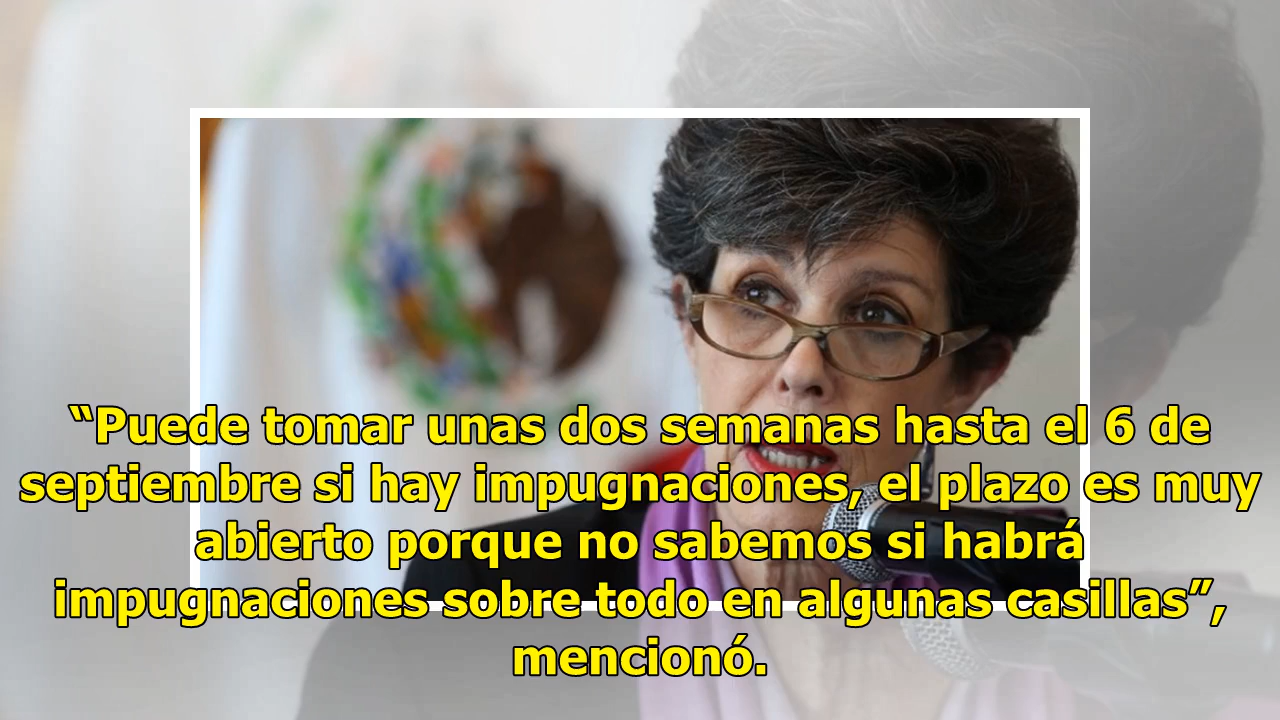 “Puede tomar unas dos semanas hasta el 6 de
septiembre si hay impugnaciones, el plazo es muy
abierto porque no sabemos si habrá
impugnaciones sobre todo en algunas casillas”,
mencionó.